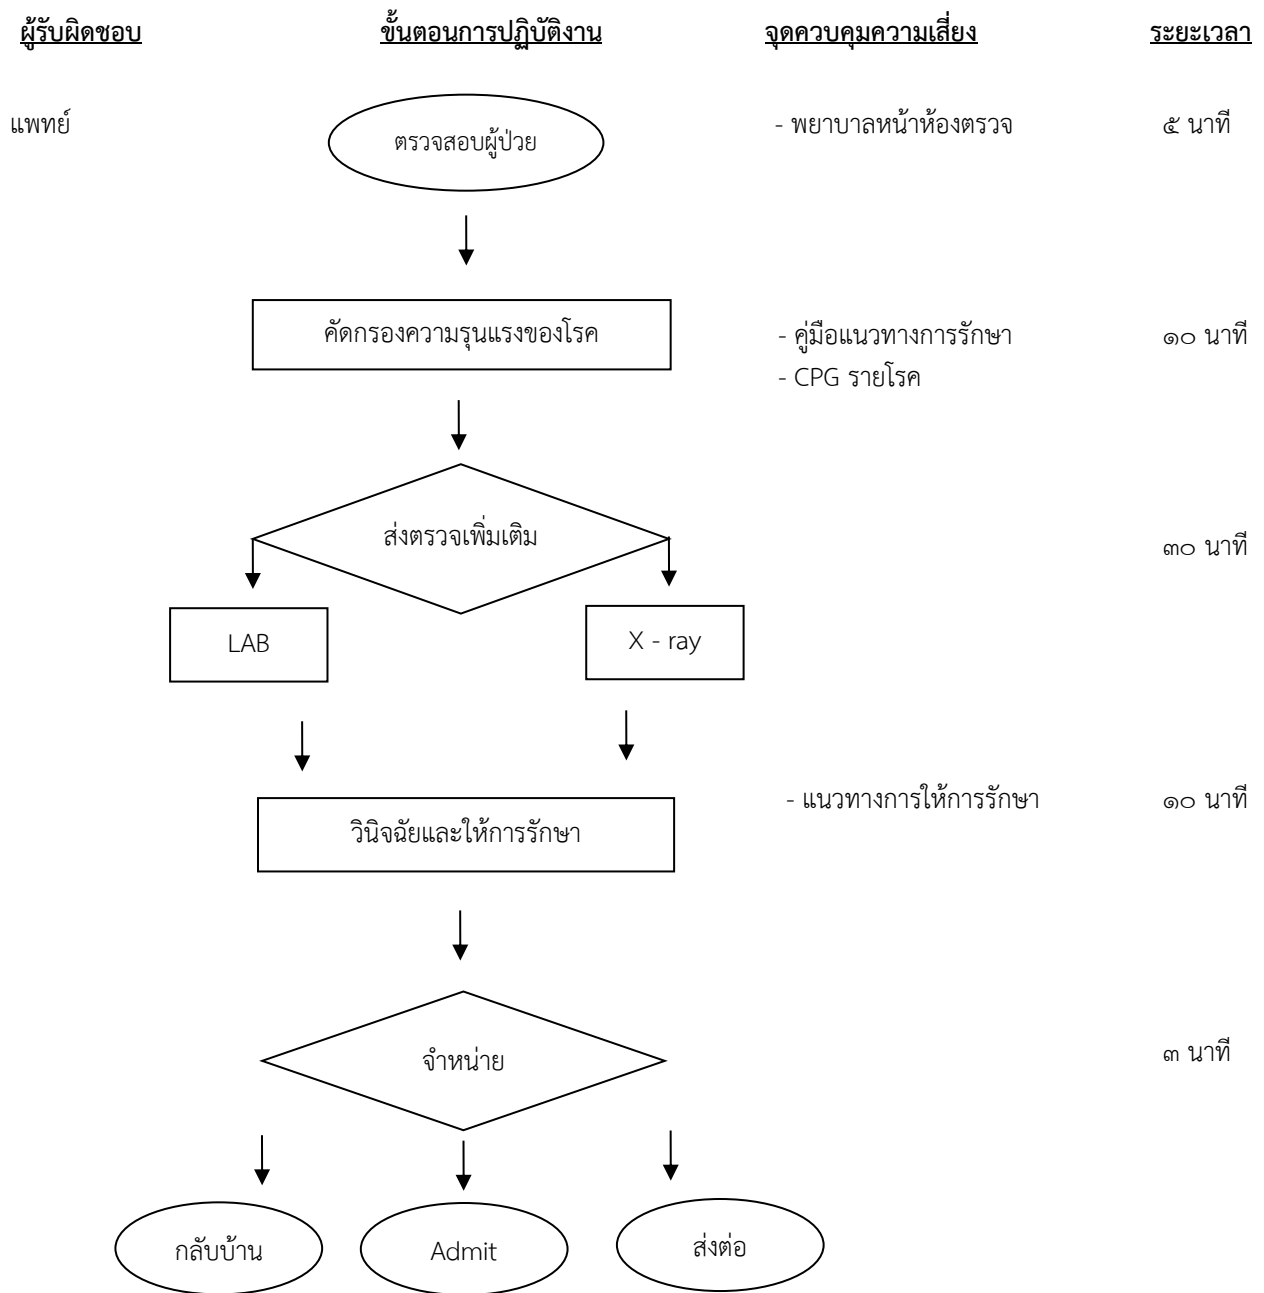 ผู้รับผิดชอบ ขั้นตอนการปฏิบัติงาน จุดควบคุมความเสี่ยง ระยะเวลา
แพทย์ ตรวจสอบผู้ป่วย - พยาบาลหน้าห้องตรวจ ๕ นาที
คัดกรองความรุนแรงของโรค - คู่มือแนวทางการรักษา ๑๐ นาที
- CPG รายโรค
ส่งตรวจเพิ่มเติม ๓๐ นาที
LAB X - ray
- แนวทางการให้การรักษา ๑๐ นาที
วินิจฉัยและให้การรักษา
จำหน่าย ๓ นาที
กลับบ้าน Admit ส่งต่อ